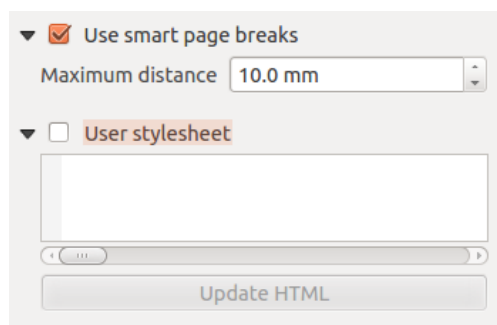 Use smart page breaks
Maximum distance 10.0 mm
User stylesheet
Update HTML